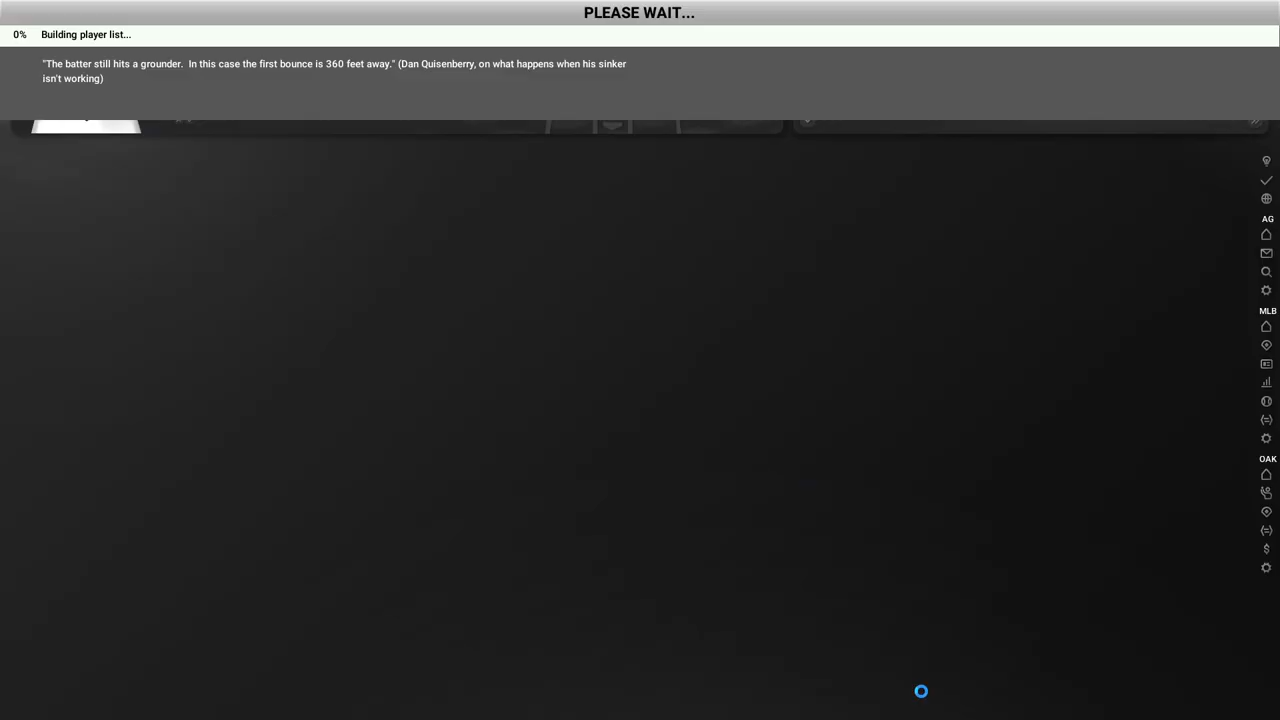 PLEASE WAIT...
0% Building player list...
"The batter still hits a grounder.  In this case the first bounce is 360 feet away." (Dan Quisenberry, on what happens when his sinker
isn't working)
AG
MLB
OAK